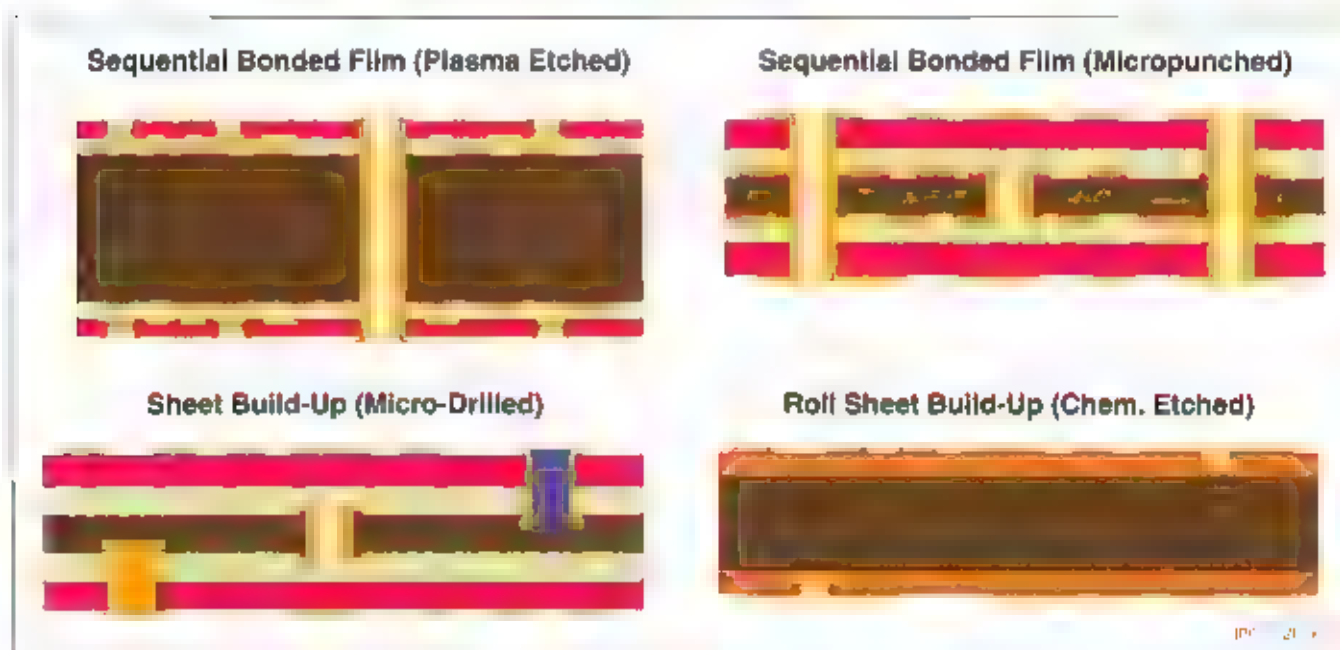 Sequential Bonded Film (Plasma Etched)
Sequential Bonded Film (Micropunched)
Sheet Build-Up (Micro-Drilled)
Roll Sheet Build-Up (Chem. Etched)